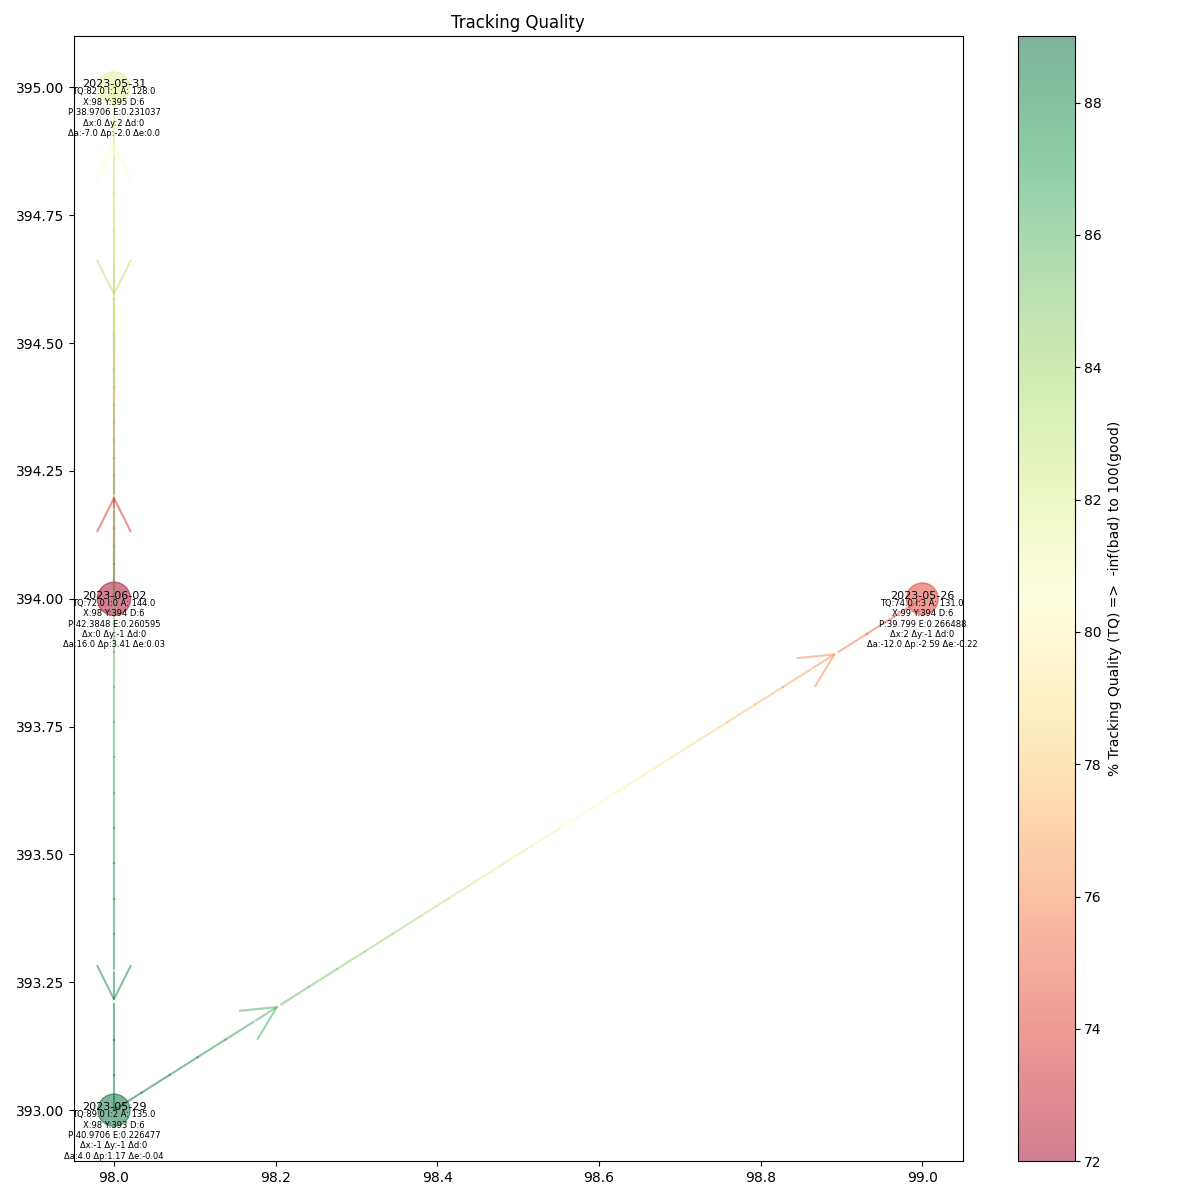 Tracking Quality
395.00
394.75
394.50
394.25
394.00
393.75
393.50
393.25
393.00
2023-05-31
TQ:82.0 I:1 A: 128.0
X:98 Y:395 D:6
P:38.9706 E:0.231037
Δx:0 Δy:2 Δd:0
Δa:-7.0 Δp:-2.0 Δe:0.0
2023-06-02
TQ:72.0 I:0 A: 144.0
X:98 Y:394 D:6
P:42.3848 E:0.260595
Δx:0 Δy:-1 Δd:0
Δa:16.0 Δp:3.41 Δe:0.03
2023-05-26
TQ:74.0 I:3 A: 131.0
X:99 Y:394 D:6
P:39.799 E:0.266488
Δx:2 Δy:-1 Δd:0
Δa:-12.0 Δp:-2.59 Δe:-0.22
2023-05-29
TQ:89.0 I:2 A: 135.0
X:98 Y:393 D:6
P:40.9706 E:0.226477
Δx:-1 Δy:-1 Δd:0
Δa:4.0 Δp:1.17 Δe:-0.04
98.0
98.2
98.4
98.6
98.8
99.0
88
86
84
82
80
78
76
74
72
% Tracking Quality (TQ) => -inf(bad) to 100(good)